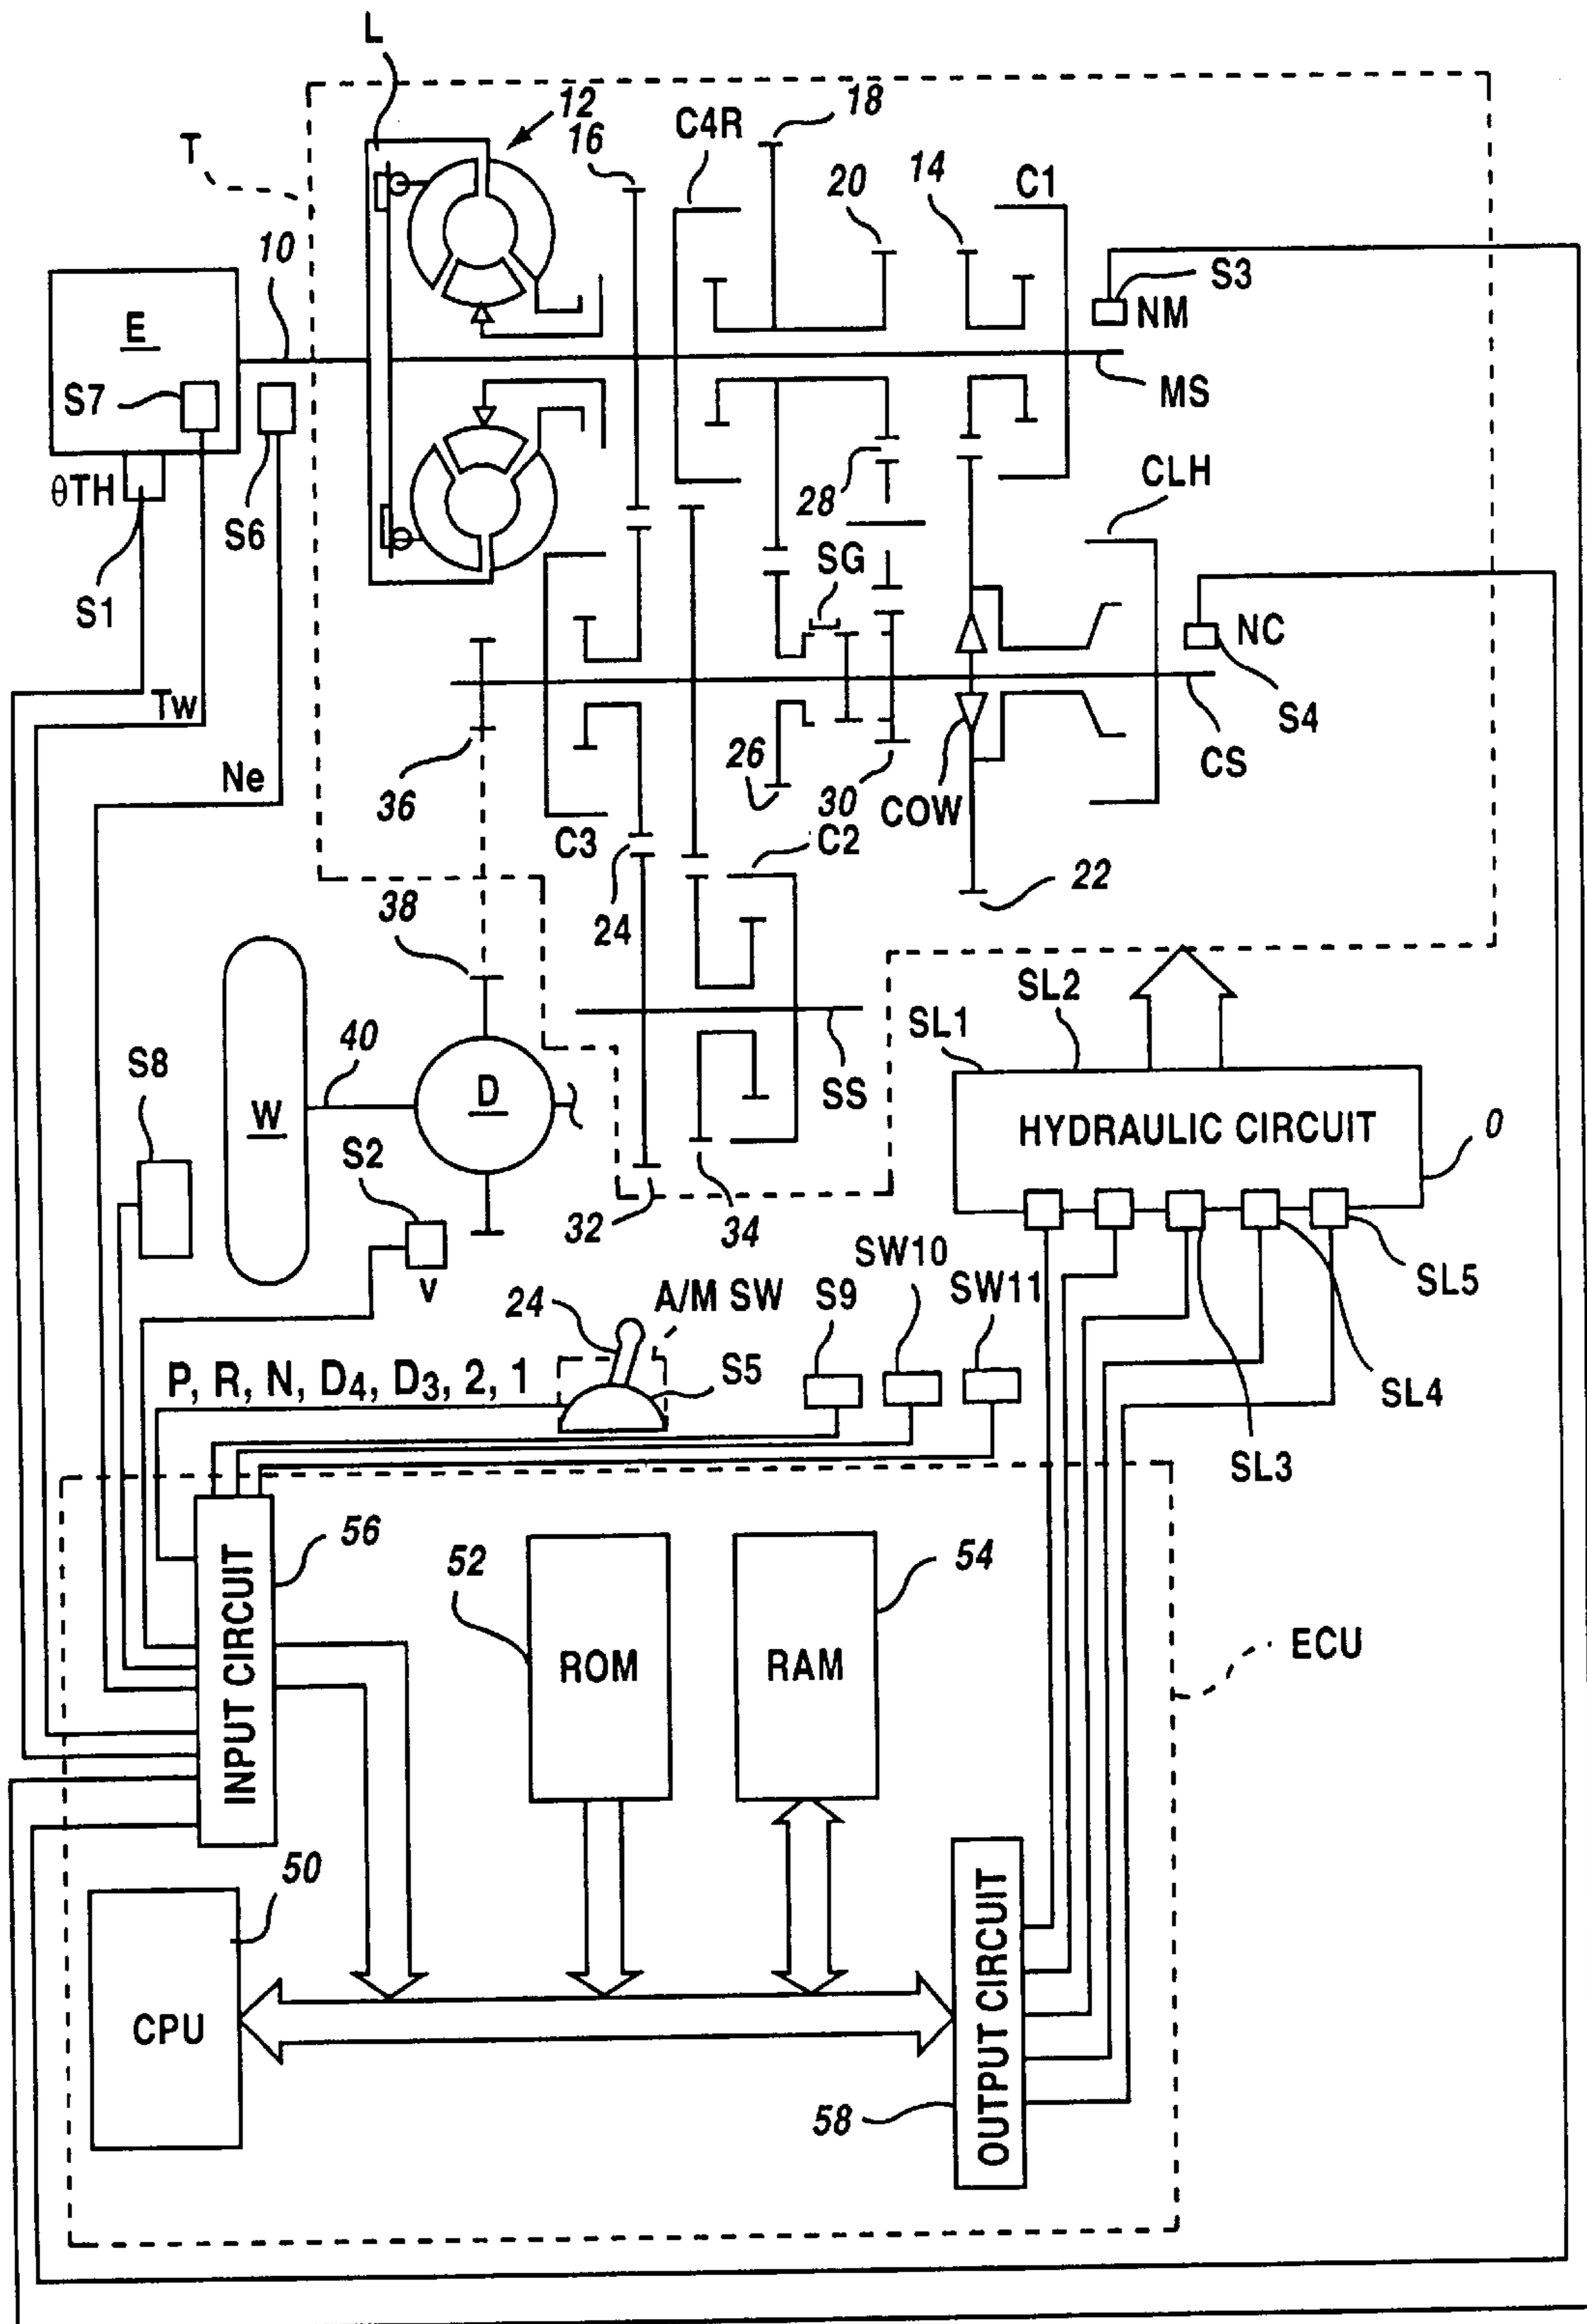 L
12
16
C4R
18
T
20
14
C1
10
S3
E
NM
S7
MS
θTH
S6
28
CLH
S1
SG
NC
Tw
S4
36
Ne
26
30
COW
CS
C3
C2
24
22
38
SL2
SL1
S8
40
D
SS
W
HYDRAULIC CIRCUIT
0
S2
32
34
SW10
V
24
A/M SW
S9
SW11
SL5
P, R, N, D4, D3, 2, 1
S5
SL4
SL3
56
52
54
INPUT CIRCUIT
ROM
RAM
ECU
50
CPU
OUTPUT CIRCUIT
58